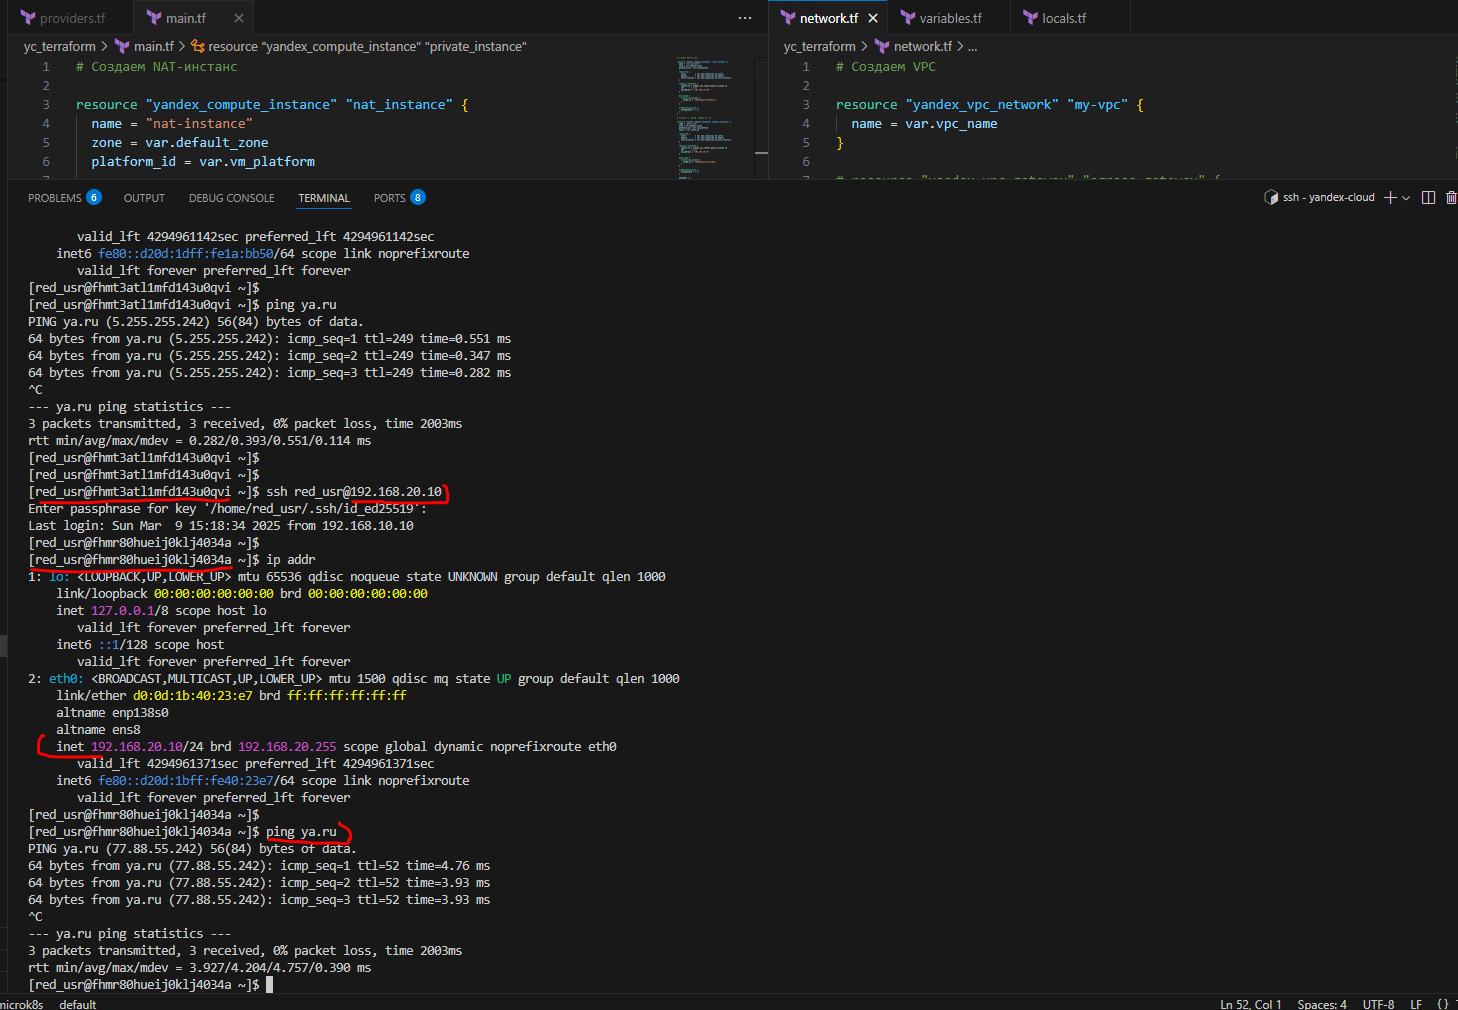 providers.tf
main.tf
network.tf
variables.tf
locals.tf
yc_terraform > main.tf > resource "yandex_compute_instance" "private_instance"
yc_terraform > network.tf > ...
1 # Создаем NAT-инстанс
2
3 resource "yandex_compute_instance" "nat_instance" {
4 name = "nat-instance"
5 zone = var.default_zone
6 platform_id = var.vm_platform
1 # Создаем VPC
2
3 resource "yandex_vpc_network" "my-vpc" {
4 name = var.vpc_name
5 }
6
PROBLEMS 6 OUTPUT DEBUG CONSOLE TERMINAL PORTS 8
ssh - yandex-cloud
valid_lft 4294961142sec preferred_lft 4294961142sec
inet6 fe80::d20d:1dff:fe1a:bb50/64 scope link noprefixroute
valid_lft forever preferred_lft forever
[red_usr@fhmt3atl1mfd143u0qvi ~]$
[red_usr@fhmt3atl1mfd143u0qvi ~]$ ping ya.ru
PING ya.ru (5.255.255.242) 56(84) bytes of data.
64 bytes from ya.ru (5.255.255.242): icmp_seq=1 ttl=249 time=0.551 ms
64 bytes from ya.ru (5.255.255.242): icmp_seq=2 ttl=249 time=0.347 ms
64 bytes from ya.ru (5.255.255.242): icmp_seq=3 ttl=249 time=0.282 ms
^C
--- ya.ru ping statistics ---
3 packets transmitted, 3 received, 0% packet loss, time 2003ms
rtt min/avg/max/mdev = 0.282/0.393/0.551/0.114 ms
[red_usr@fhmt3atl1mfd143u0qvi ~]$
[red_usr@fhmt3atl1mfd143u0qvi ~]$
[red_usr@fhmt3atl1mfd143u0qvi ~]$ ssh red_usr@192.168.20.10
Enter passphrase for key '/home/red_usr/.ssh/id_ed25519':
Last login: Sun Mar  9 15:18:34 2025 from 192.168.10.10
[red_usr@fhmr80hueij0klj4034a ~]$
[red_usr@fhmr80hueij0klj4034a ~]$ ip addr
1: lo: <LOOPBACK,UP,LOWER_UP> mtu 65536 qdisc noqueue state UNKNOWN group default qlen 1000
link/loopback 00:00:00:00:00:00 brd 00:00:00:00:00:00
inet 127.0.0.1/8 scope host lo
valid_lft forever preferred_lft forever
inet6 ::1/128 scope host
valid_lft forever preferred_lft forever
2: eth0: <BROADCAST,MULTICAST,UP,LOWER_UP> mtu 1500 qdisc mq state UP group default qlen 1000
link/ether d0:0d:1b:40:23:e7 brd ff:ff:ff:ff:ff:ff
altname enp138s0
altname ens8
inet 192.168.20.10/24 brd 192.168.20.255 scope global dynamic noprefixroute eth0
valid_lft 4294961371sec preferred_lft 4294961371sec
inet6 fe80::d20d:1bff:fe40:23e7/64 scope link noprefixroute
valid_lft forever preferred_lft forever
[red_usr@fhmr80hueij0klj4034a ~]$
[red_usr@fhmr80hueij0klj4034a ~]$ ping ya.ru
PING ya.ru (77.88.55.242) 56(84) bytes of data.
64 bytes from ya.ru (77.88.55.242): icmp_seq=1 ttl=52 time=4.76 ms
64 bytes from ya.ru (77.88.55.242): icmp_seq=2 ttl=52 time=3.93 ms
64 bytes from ya.ru (77.88.55.242): icmp_seq=3 ttl=52 time=3.93 ms
^C
--- ya.ru ping statistics ---
3 packets transmitted, 3 received, 0% packet loss, time 2003ms
rtt min/avg/max/mdev = 3.927/4.204/4.757/0.390 ms
[red_usr@fhmr80hueij0klj4034a ~]$
microk8s default
Ln 52, Col 1 Spaces: 4 UTF-8 LF {}